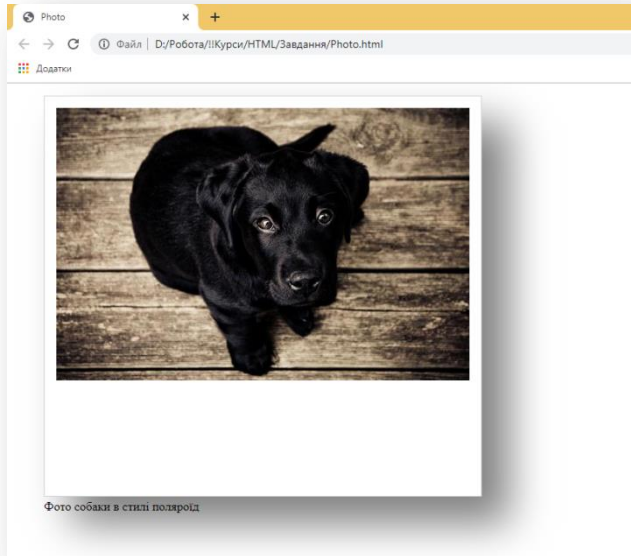 Photo
Файл | D:/Робота/!!Курси/HTML/Завдання/Photo.html
Додатки
Фото собаки в стилі поляроїд